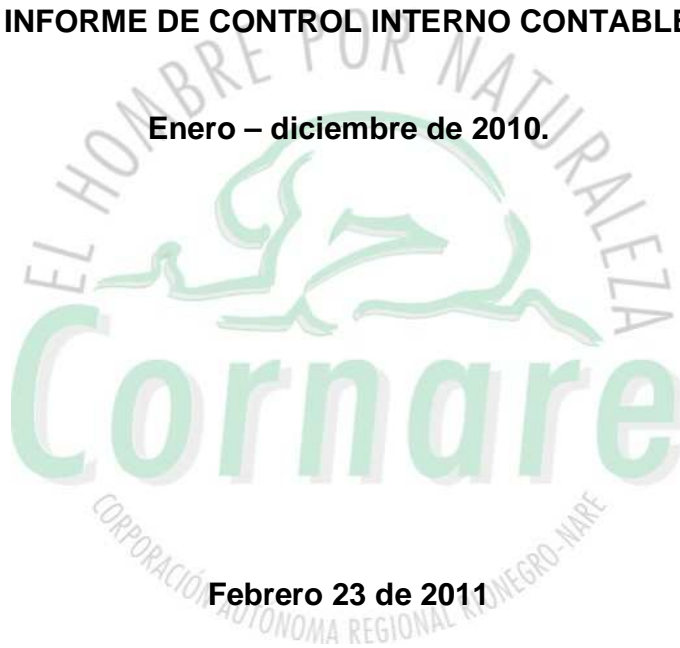 INFORME DE CONTROL INTERNO CONTABLE
EL HOMBRE POR NATURALEZA
Enero – diciembre de 2010.
Cornare
CORPORACIÓN AUTÓNOMA REGIONAL RIONEGRO-NARE
Febrero 23 de 2011